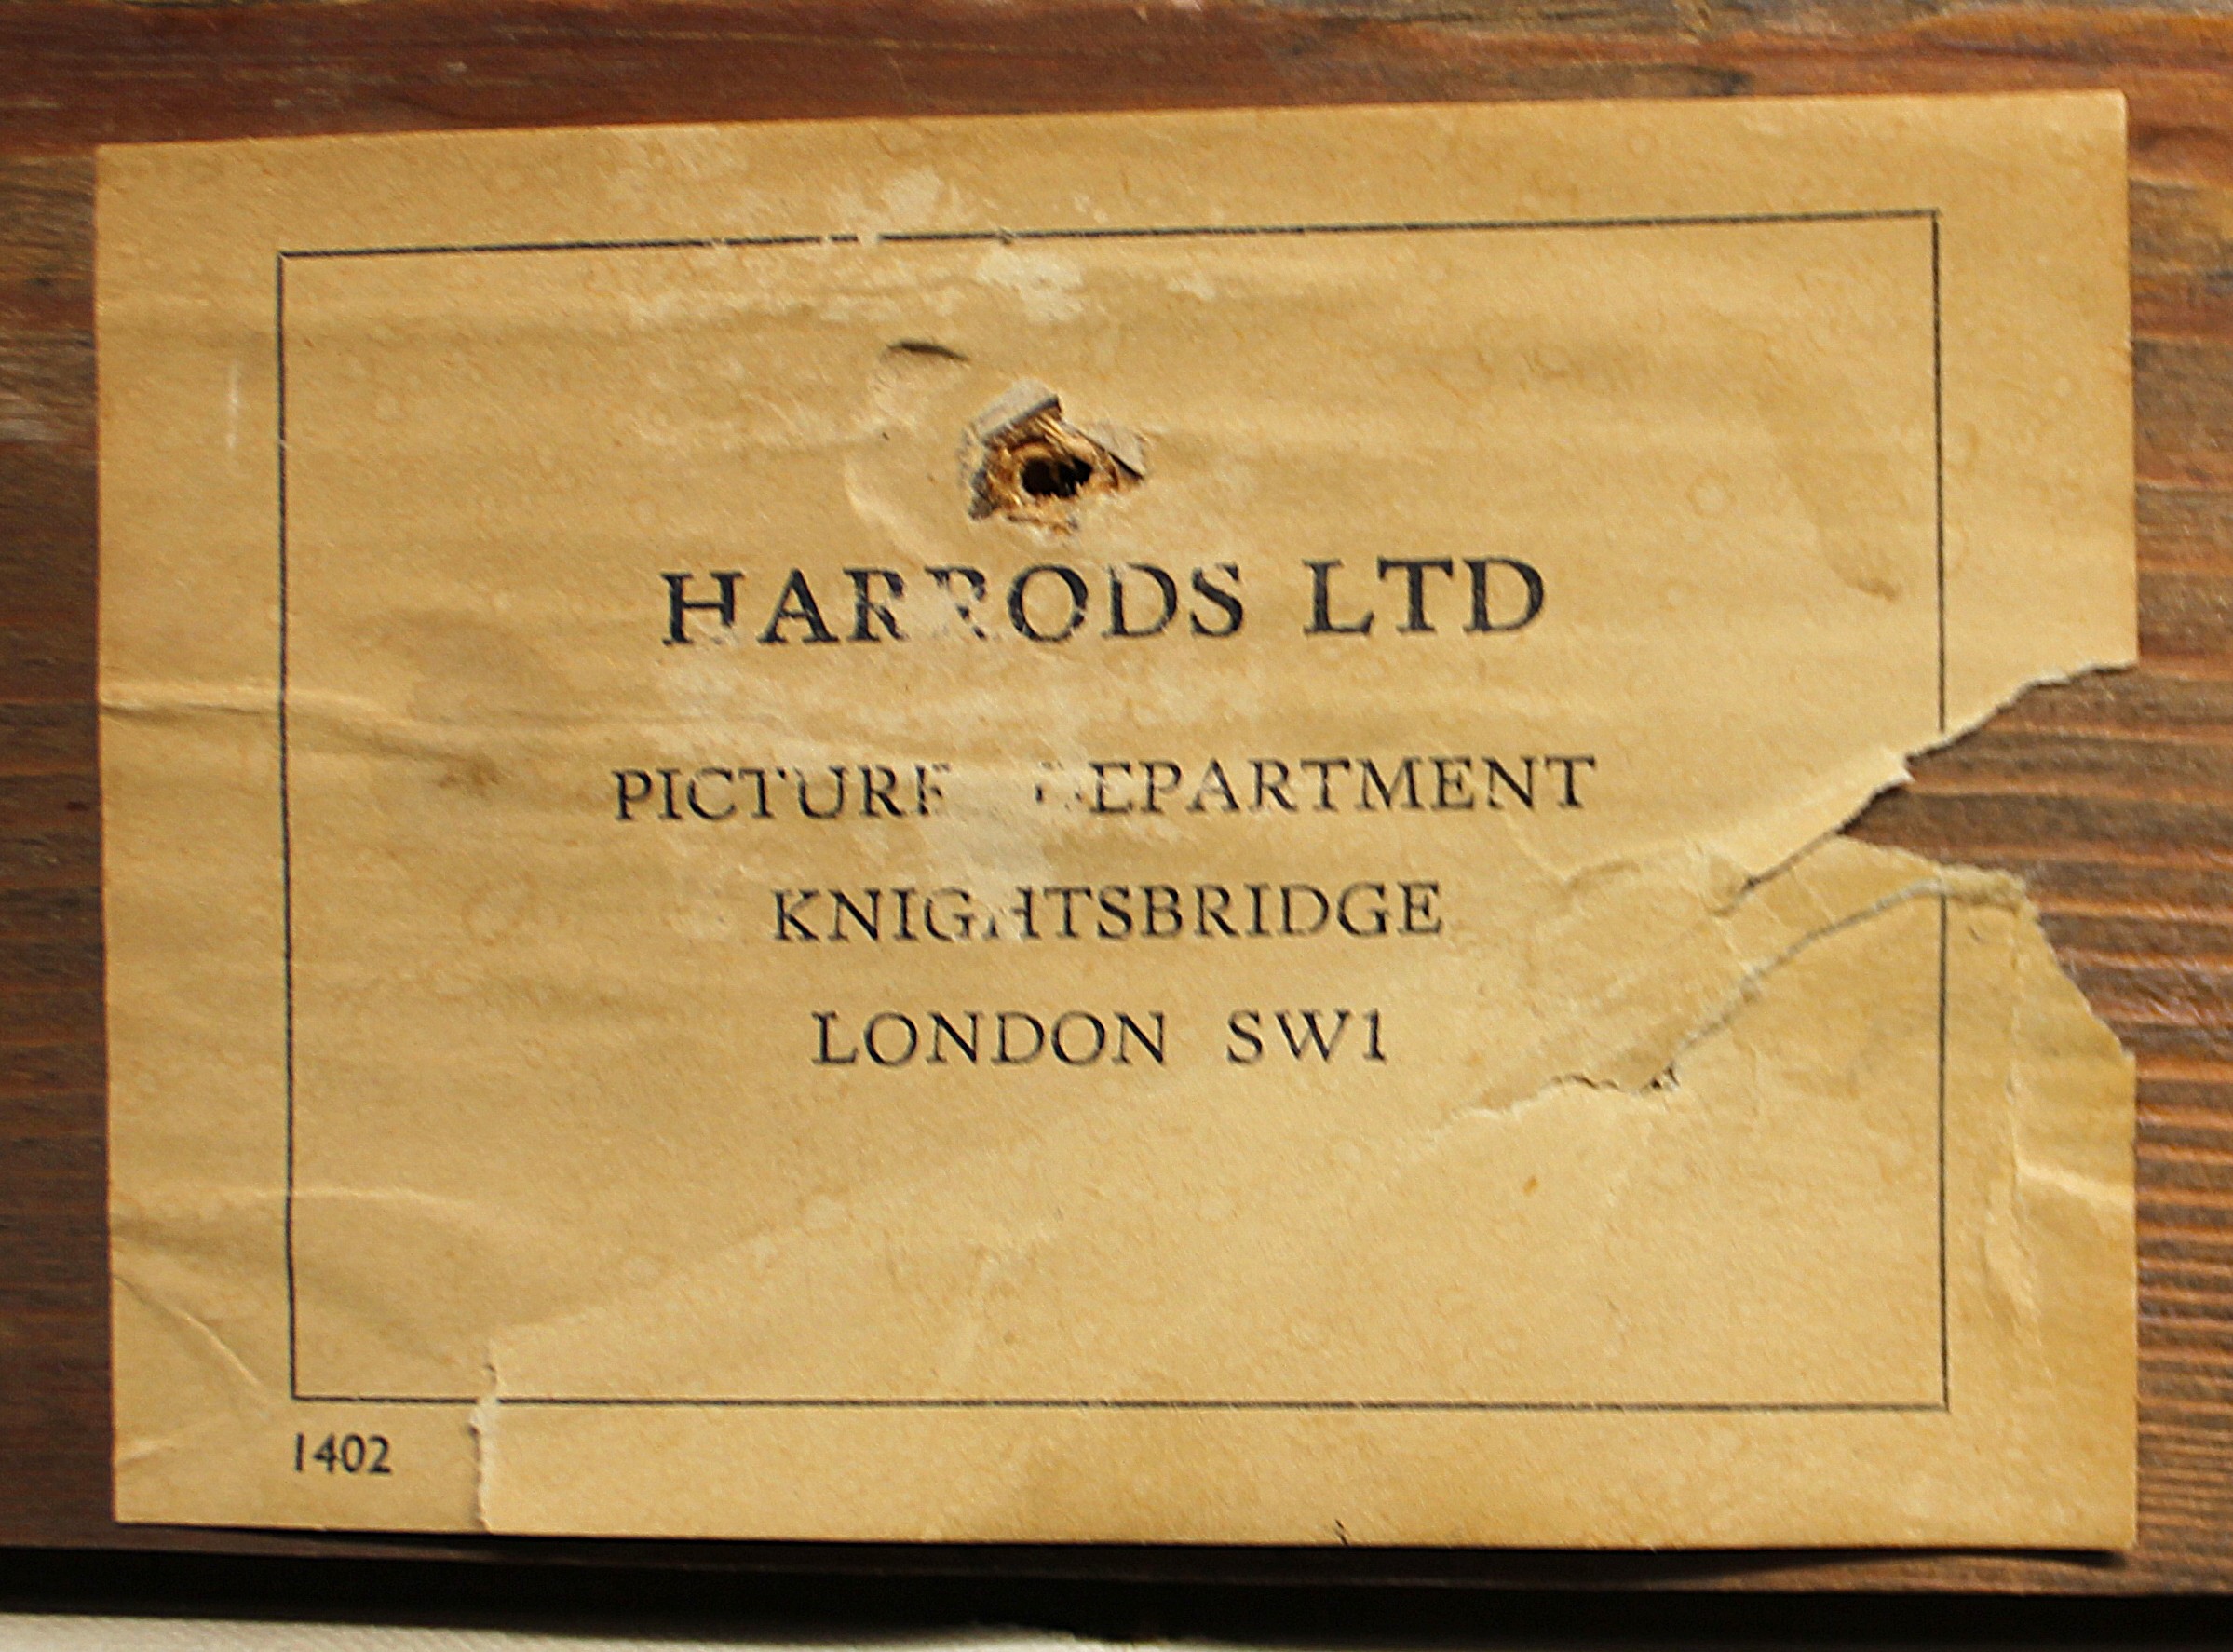 HARRODS LTD
PICTURE DEPARTMENT
KNIGHTSBRIDGE
LONDON SW1
1402